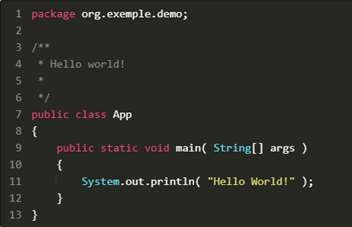 1 package org.exemple.demo;
2
3 /**
4  * Hello world!
5  *
6  */
7 public class App
8 {
9     public static void main( String[] args )
10     {
11         System.out.println( "Hello World!" );
12     }
13 }